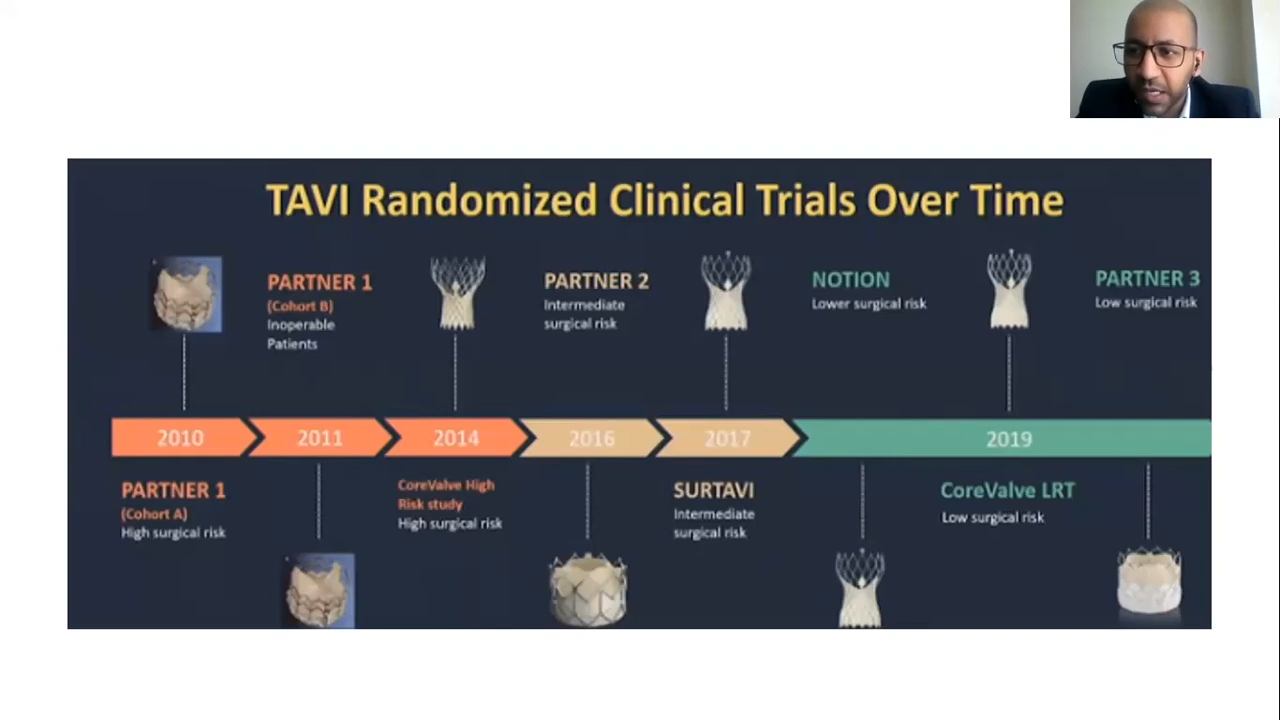 TAVI Randomized Clinical Trials Over Time
PARTNER 1
(Cohort B)
Inoperable
Patients
PARTNER 2
Intermediate
surgical risk
NOTION
Lower surgical risk
PARTNER 3
Low surgical risk
2010
2011
2014
2016
2017
2019
PARTNER 1
(Cohort A)
High surgical risk
CoreValve High
Risk study
High surgical risk
SURTAVI
Intermediate
surgical risk
CoreValve LRT
Low surgical risk